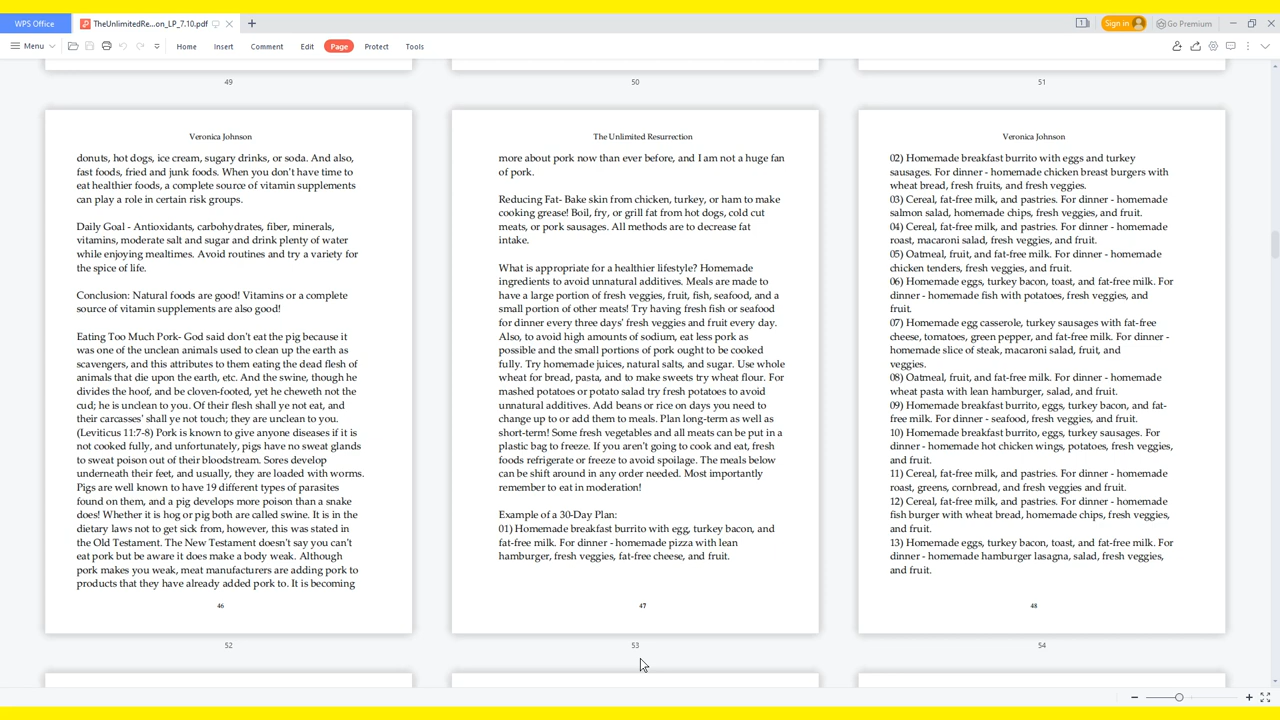 WPS Office
TheUnlimitedRe...on_LP_7.10.pdf
1
Sign in
Go Premium
Menu
Home
Insert
Comment
Edit
Page
Protect
Tools
49
50
51
Veronica Johnson
donuts, hot dogs, ice cream, sugary drinks, or soda. And also,
fast foods, fried and junk foods. When you don't have time to
eat healthier foods, a complete source of vitamin supplements
can play a role in certain risk groups.
Daily Goal - Antioxidants, carbohydrates, fiber, minerals,
vitamins, moderate salt and sugar and drink plenty of water
while enjoying mealtimes. Avoid routines and try a variety for
the spice of life.
Conclusion: Natural foods are good! Vitamins or a complete
source of vitamin supplements are also good!
Eating Too Much Pork- God said don't eat the pig because it
was one of the unclean animals used to clean up the earth as
scavengers, and this attributes to them eating the dead flesh of
animals that die upon the earth, etc. And the swine, though he
divides the hoof, and be cloven-footed, yet he cheweth not the
cud; he is unclean to you. Of their flesh shall ye not eat, and
their carcasses' shall ye not touch; they are unclean to you.
(Leviticus 11:7-8) Pork is known to give anyone diseases if it is
not cooked fully, and unfortunately, pigs have no sweat glands
to sweat poison out of their bloodstream. Sores develop
underneath their feet, and usually, they are loaded with worms.
Pigs are well known to have 19 different types of parasites
found on them, and a pig develops more poison than a snake
does! Whether it is hog or pig both are called swine. It is in the
dietary laws not to get sick from, however, this was stated in
the Old Testament. The New Testament doesn't say you can't
eat pork but be aware it does make a body weak. Although
pork makes you weak, meat manufacturers are adding pork to
products that they have already added pork to. It is becoming
46
52
The Unlimited Resurrection
more about pork now than ever before, and I am not a huge fan
of pork.
Reducing Fat- Bake skin from chicken, turkey, or ham to make
cooking grease! Boil, fry, or grill fat from hot dogs, cold cut
meats, or pork sausages. All methods are to decrease fat
intake.
What is appropriate for a healthier lifestyle? Homemade
ingredients to avoid unnatural additives. Meals are made to
have a large portion of fresh veggies, fruit, fish, seafood, and a
small portion of other meats! Try having fresh fish or seafood
for dinner every three days' fresh veggies and fruit every day.
Also, to avoid high amounts of sodium, eat less pork as
possible and the small portions of pork ought to be cooked
fully. Try homemade juices, natural salts, and sugar. Use whole
wheat for bread, pasta, and to make sweets try wheat flour. For
mashed potatoes or potato salad try fresh potatoes to avoid
unnatural additives. Add beans or rice on days you need to
change up to or add them to meals. Plan long-term as well as
short-term! Some fresh vegetables and all meats can be put in a
plastic bag to freeze. If you aren't going to cook and eat, fresh
foods refrigerate or freeze to avoid spoilage. The meals below
can be shift around in any order needed. Most importantly
remember to eat in moderation!
Example of a 30-Day Plan:
01) Homemade breakfast burrito with egg, turkey bacon, and
fat-free milk. For dinner - homemade pizza with lean
hamburger, fresh veggies, fat-free cheese, and fruit.
47
53
Veronica Johnson
02) Homemade breakfast burrito with eggs and turkey
sausages. For dinner - homemade chicken breast burgers with
wheat bread, fresh fruits, and fresh veggies.
03) Cereal, fat-free milk, and pastries. For dinner - homemade
salmon salad, homemade chips, fresh veggies, and fruit.
04) Cereal, fat-free milk, and pastries. For dinner - homemade
roast, macaroni salad, fresh veggies, and fruit.
05) Oatmeal, fruit, and fat-free milk. For dinner - homemade
chicken tenders, fresh veggies, and fruit.
06) Homemade eggs, turkey bacon, toast, and fat-free milk. For
dinner - homemade fish with potatoes, fresh veggies, and
fruit.
07) Homemade egg casserole, turkey sausages with fat-free
cheese, tomatoes, green pepper, and fat-free milk. For dinner -
homemade slice of steak, macaroni salad, fruit, and
veggies.
08) Oatmeal, fruit, and fat-free milk. For dinner - homemade
wheat pasta with lean hamburger, salad, and fruit.
09) Homemade breakfast burrito, eggs, turkey bacon, and fat-
free milk. For dinner - seafood, fresh veggies, and fruit.
10) Homemade breakfast burrito, eggs, turkey sausages. For
dinner - homemade hot chicken wings, potatoes, fresh veggies,
and fruit.
11) Cereal, fat-free milk, and pastries. For dinner - homemade
roast, greens, cornbread, and fresh veggies and fruit.
12) Cereal, fat-free milk, and pastries. For dinner - homemade
fish burger with wheat bread, homemade chips, fresh veggies,
and fruit.
13) Homemade eggs, turkey bacon, toast, and fat-free milk. For
dinner - homemade hamburger lasagna, salad, fresh veggies,
and fruit.
48
54